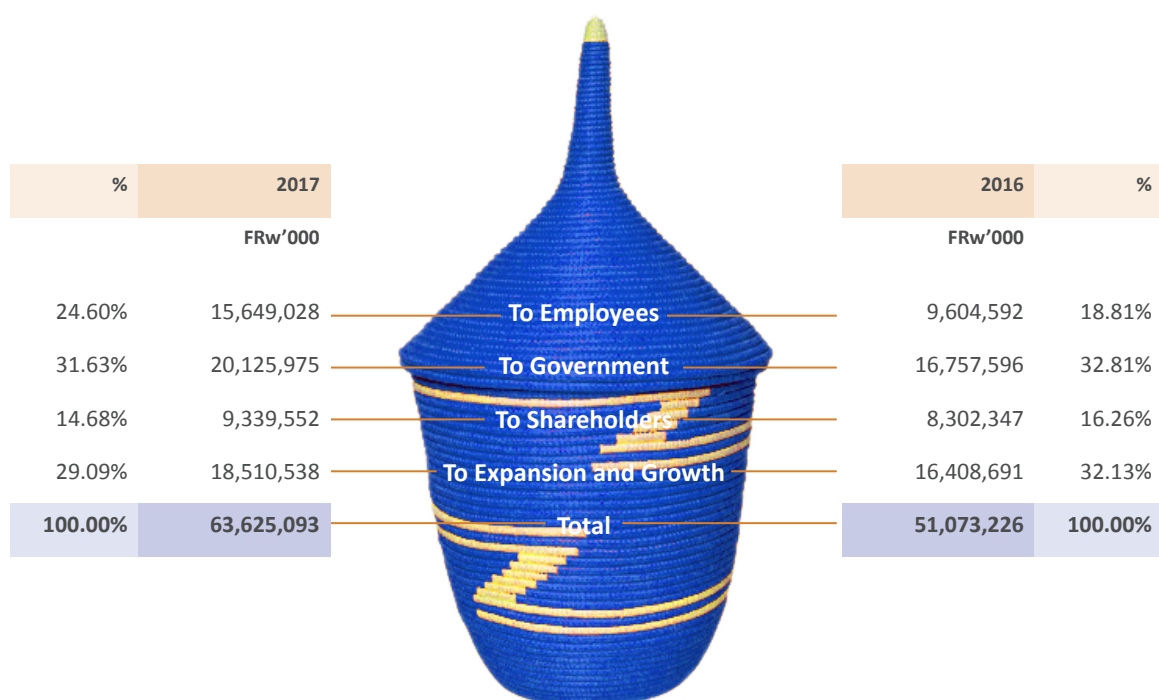 % 2017 2016 %
FRw’000 FRw’000
24.60% 15,649,028 To Employees 9,604,592 18.81%
31.63% 20,125,975 To Government 16,757,596 32.81%
14.68% 9,339,552 To Shareholders 8,302,347 16.26%
29.09% 18,510,538 To Expansion and Growth 16,408,691 32.13%
100.00% 63,625,093 Total 51,073,226 100.00%